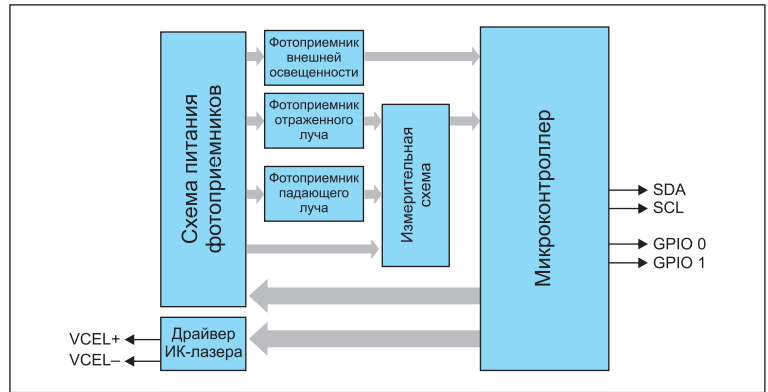 Схема питания
фотоприемников
Фотоприемник
внешней
освещенности
Фотоприемник
отраженного
луча
Фотоприемник
падающего
луча
Измерительная
схема
Микроконтроллер
SDA
SCL
GPIO 0
GPIO 1
VCEL+
VCEL–
Драйвер
ИК-лазера